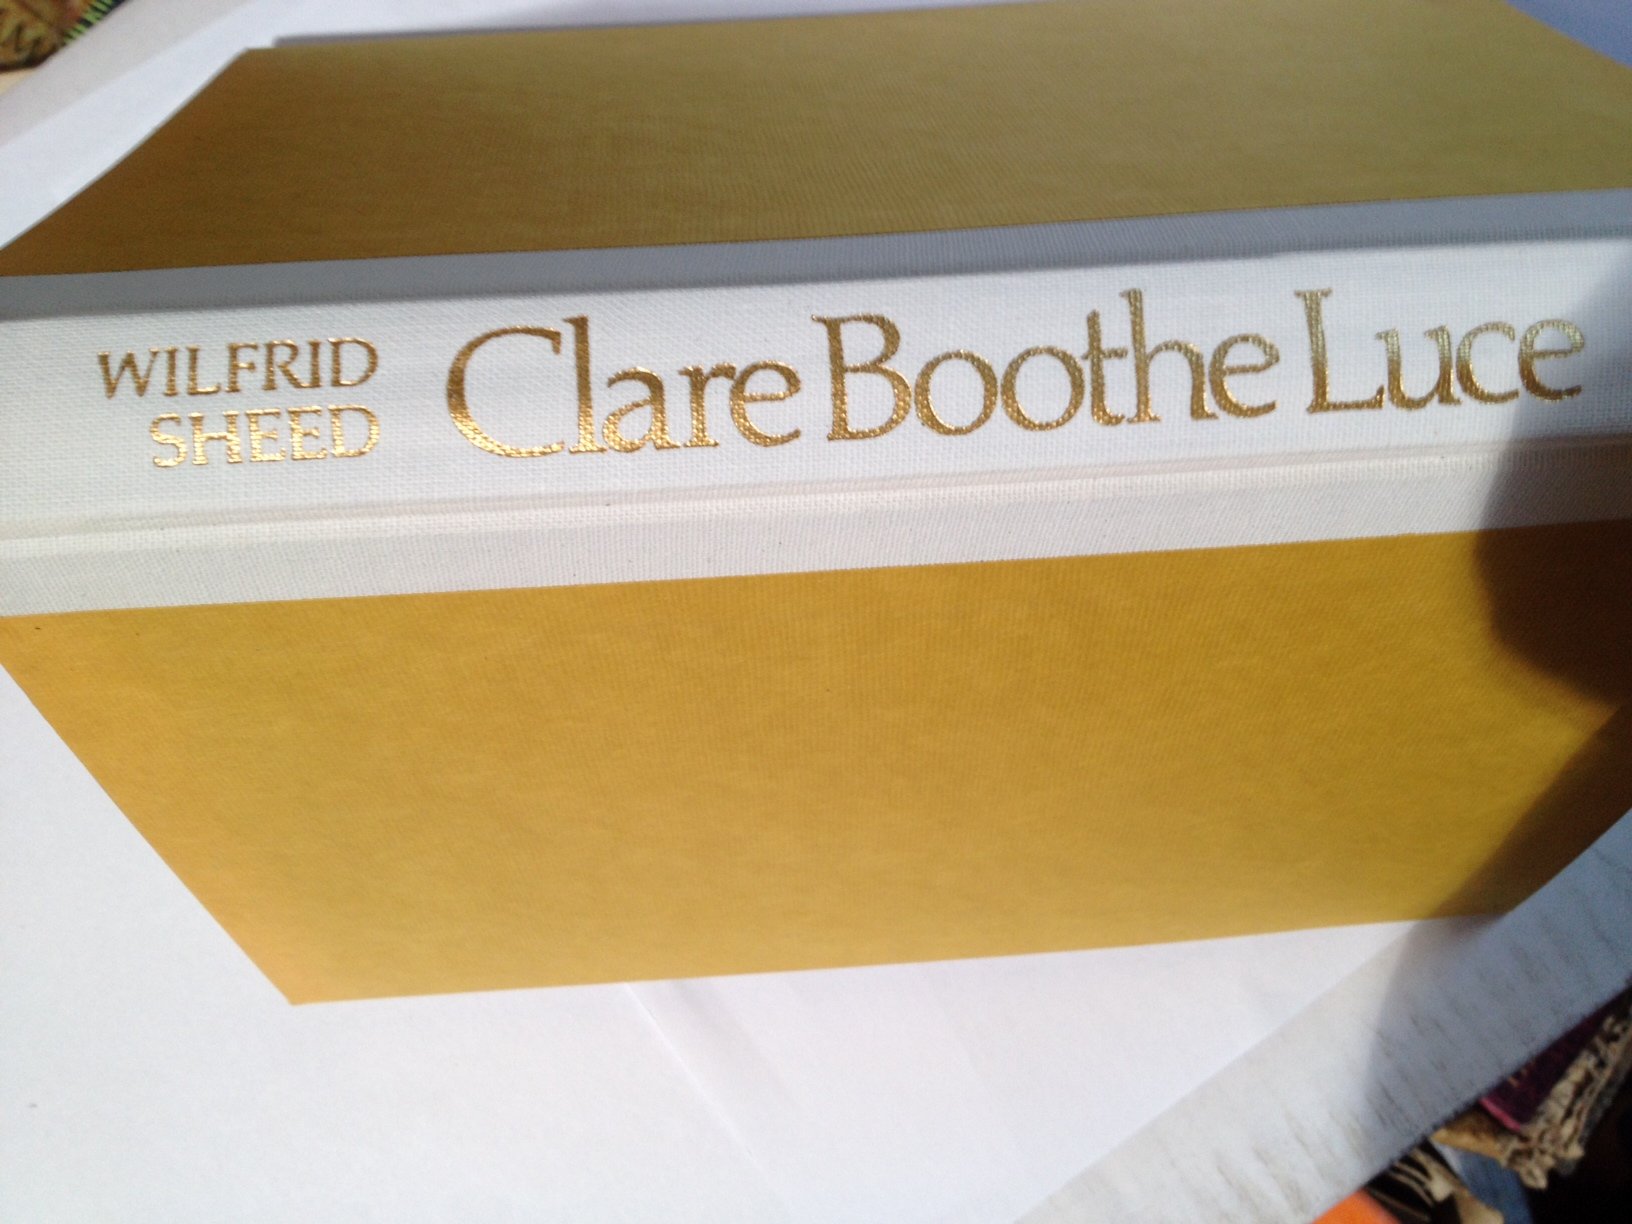 WILFRID
SHEED
Clare Boothe Luce